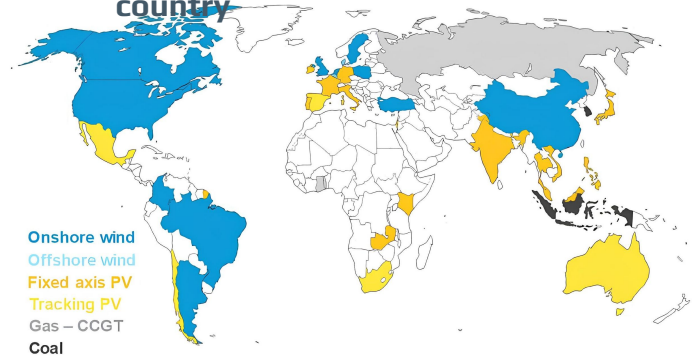 country
Onshore wind
Offshore wind
Fixed axis PV
Tracking PV
Gas – CCGT
Coal